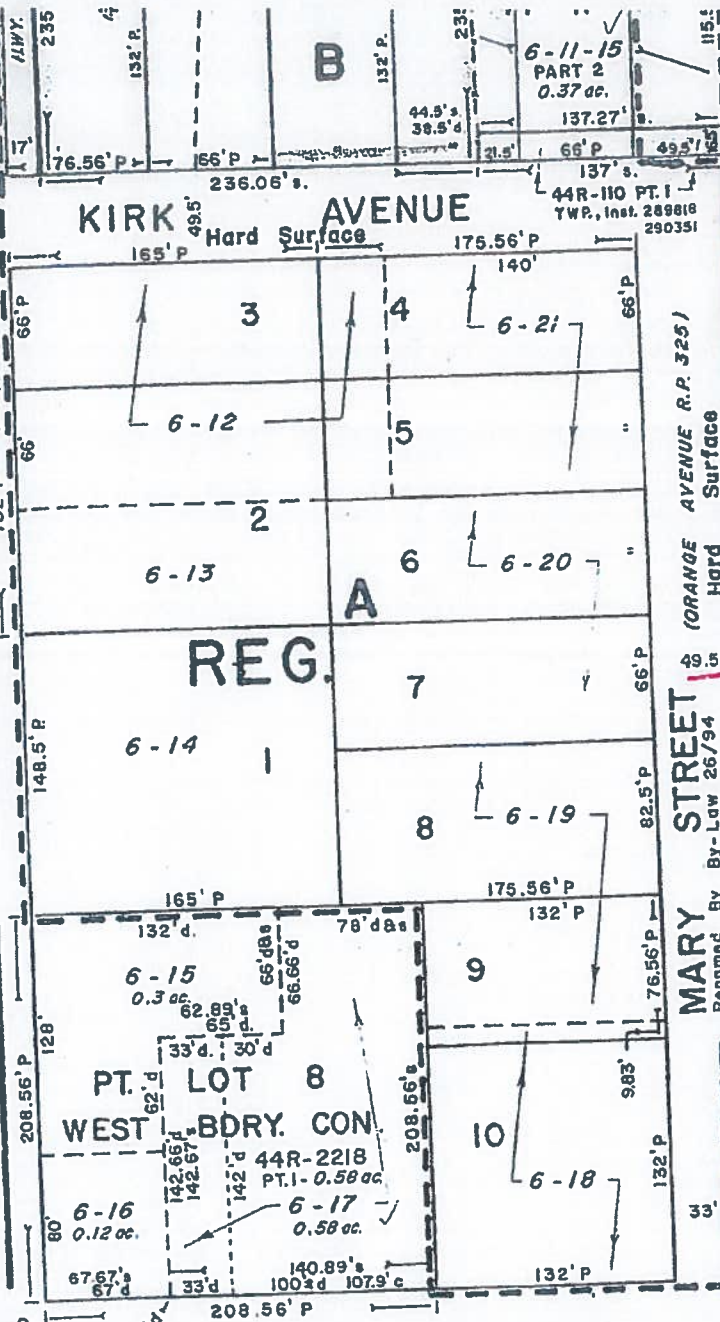 HWY.
235
132' P.
B
132' P.
6-11-15
PART 2
0.37 ac.
44.5's.
38.5'd
137.27' s.
17'
76.56' P
66' P
21.5'
66' P
49.5'
236.06's.
137' s.
44R-110 PT. 1
TWP., Inst. 289818
290351
KIRK AVENUE
49.5'
Hard Surface
165' P
175.56' P
140'
66' P
3
4
6-21
66' P
6-12
5
"
66'
2
6-13
6
6-20
"
A
REG.
7
66' P
6-14
1
148.5' P.
8
6-19
82.5' P
165' P
175.56' P
(ORANGE AVENUE R.P. 325)
Hard Surface
49.5
MARY STREET
Renamed By By-Law 26/94
132' d.
78' d&s
132' P
6-15
0.3 ac.
66' d&s
66.66' d
9
76.56' P
62.89's
65' d.
33' d.
30' d
128'
208.56' P
PT. LOT 8
62' d
WEST BDRY. CON.
208.56's
9.83'
10
132' P
44R-2218
PT.1-0.58 ac.
142.66' d
142.67's
142' d
6-17
0.58 ac.
6-16
0.12 ac.
80'
6-18
33'
67.67's
67' d
33' d
140.89's
100's d
107.9' c
132' P
208.56' P